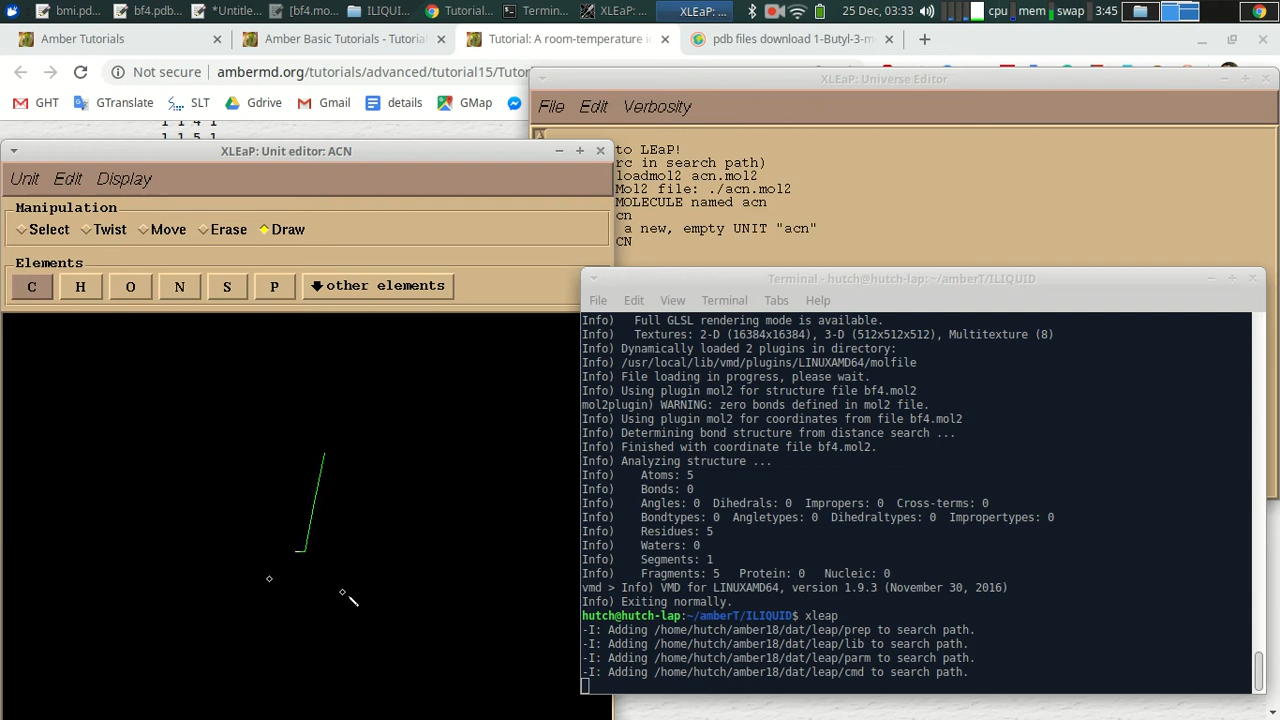 bmi.pd...
bf4.pdb...
*Untitle...
[bf4.mo...
ILIQUI...
Tutorial...
Termin...
XLEaP: ...
XLEaP: ...
25 Dec, 03:33
cpu
mem
swap
3:45
Amber Tutorials
Amber Basic Tutorials - Tutoria
Tutorial: A room-temperature i
pdb files download 1-Butyl-3-m
Not secure
ambermd.org/tutorials/advanced/tutorial15/Tutor
GHT
GTranslate
SLT
Gdrive
Gmail
details
GMap
1 1 4 1
1 1 5 1
XLEaP: Universe Editor
File Edit Verbosity
to LEaP!
rc in search path)
loadmol2 acn.mol2
Mol2 file: ./acn.mol2
MOLECULE named acn
cn
a new, empty UNIT "acn"
CN
XLEaP: Unit editor: ACN
Unit Edit Display
Manipulation
Select Twist Move Erase Draw
Elements
C H O N S P other elements
Terminal - hutch@hutch-lap: ~/amberT/ILIQUID
File Edit View Terminal Tabs Help
Info)   Full GLSL rendering mode is available.
Info)   Textures: 2-D (16384x16384), 3-D (512x512x512), Multitexture (8)
Info) Dynamically loaded 2 plugins in directory:
Info) /usr/local/lib/vmd/plugins/LINUXAMD64/molfile
Info) File loading in progress, please wait.
Info) Using plugin mol2 for structure file bf4.mol2
mol2plugin) WARNING: zero bonds defined in mol2 file.
Info) Using plugin mol2 for coordinates from file bf4.mol2
Info) Determining bond structure from distance search ...
Info) Finished with coordinate file bf4.mol2.
Info) Analyzing structure ...
Info)    Atoms: 5
Info)    Bonds: 0
Info)    Angles: 0  Dihedrals: 0  Impropers: 0  Cross-terms: 0
Info)    Bondtypes: 0  Angletypes: 0  Dihedraltypes: 0  Impropertypes: 0
Info)    Residues: 5
Info)    Waters: 0
Info)    Segments: 1
Info)    Fragments: 5   Protein: 0   Nucleic: 0
vmd > Info) VMD for LINUXAMD64, version 1.9.3 (November 30, 2016)
Info) Exiting normally.
hutch@hutch-lap:~/amberT/ILIQUID$ xleap
-I: Adding /home/hutch/amber18/dat/leap/prep to search path.
-I: Adding /home/hutch/amber18/dat/leap/lib to search path.
-I: Adding /home/hutch/amber18/dat/leap/parm to search path.
-I: Adding /home/hutch/amber18/dat/leap/cmd to search path.